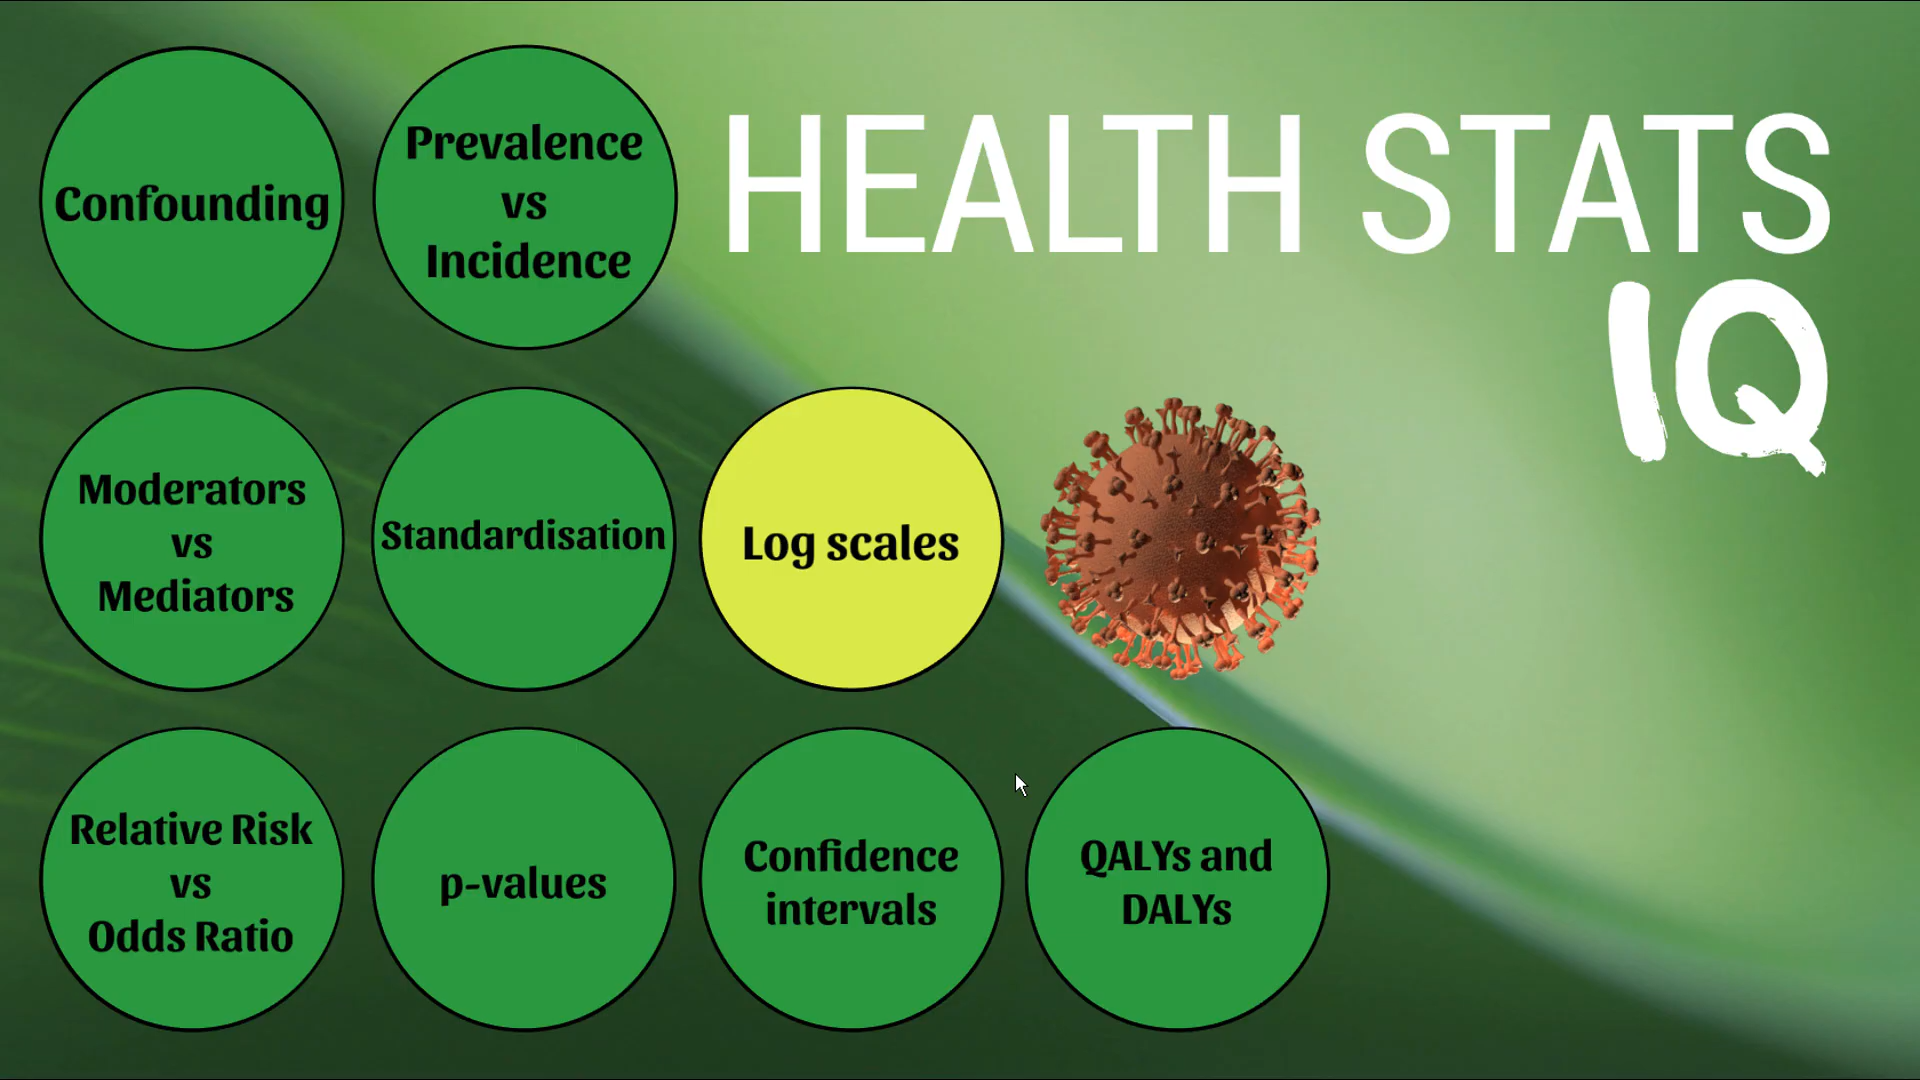 HEALTH STATS
IQ
Confounding
Prevalence
vs
Incidence
Moderators
vs
Mediators
Standardisation
Log scales
Relative Risk
vs
Odds Ratio
p-values
Confidence
intervals
QALYs and
DALYs